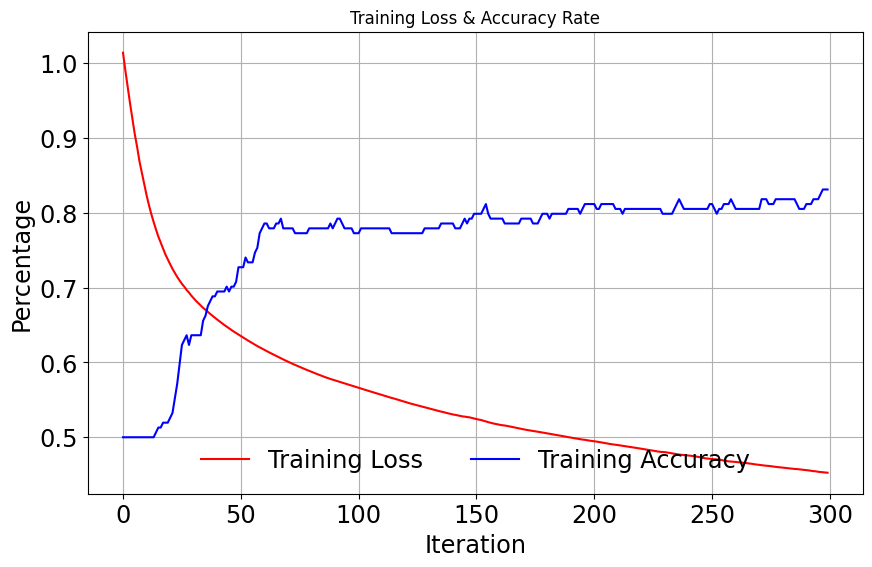 Training Loss & Accuracy Rate
Percentage
1.0
0.9
0.8
0.7
0.6
0.5
Training Loss
Training Accuracy
0 50 100 150 200 250 300
Iteration